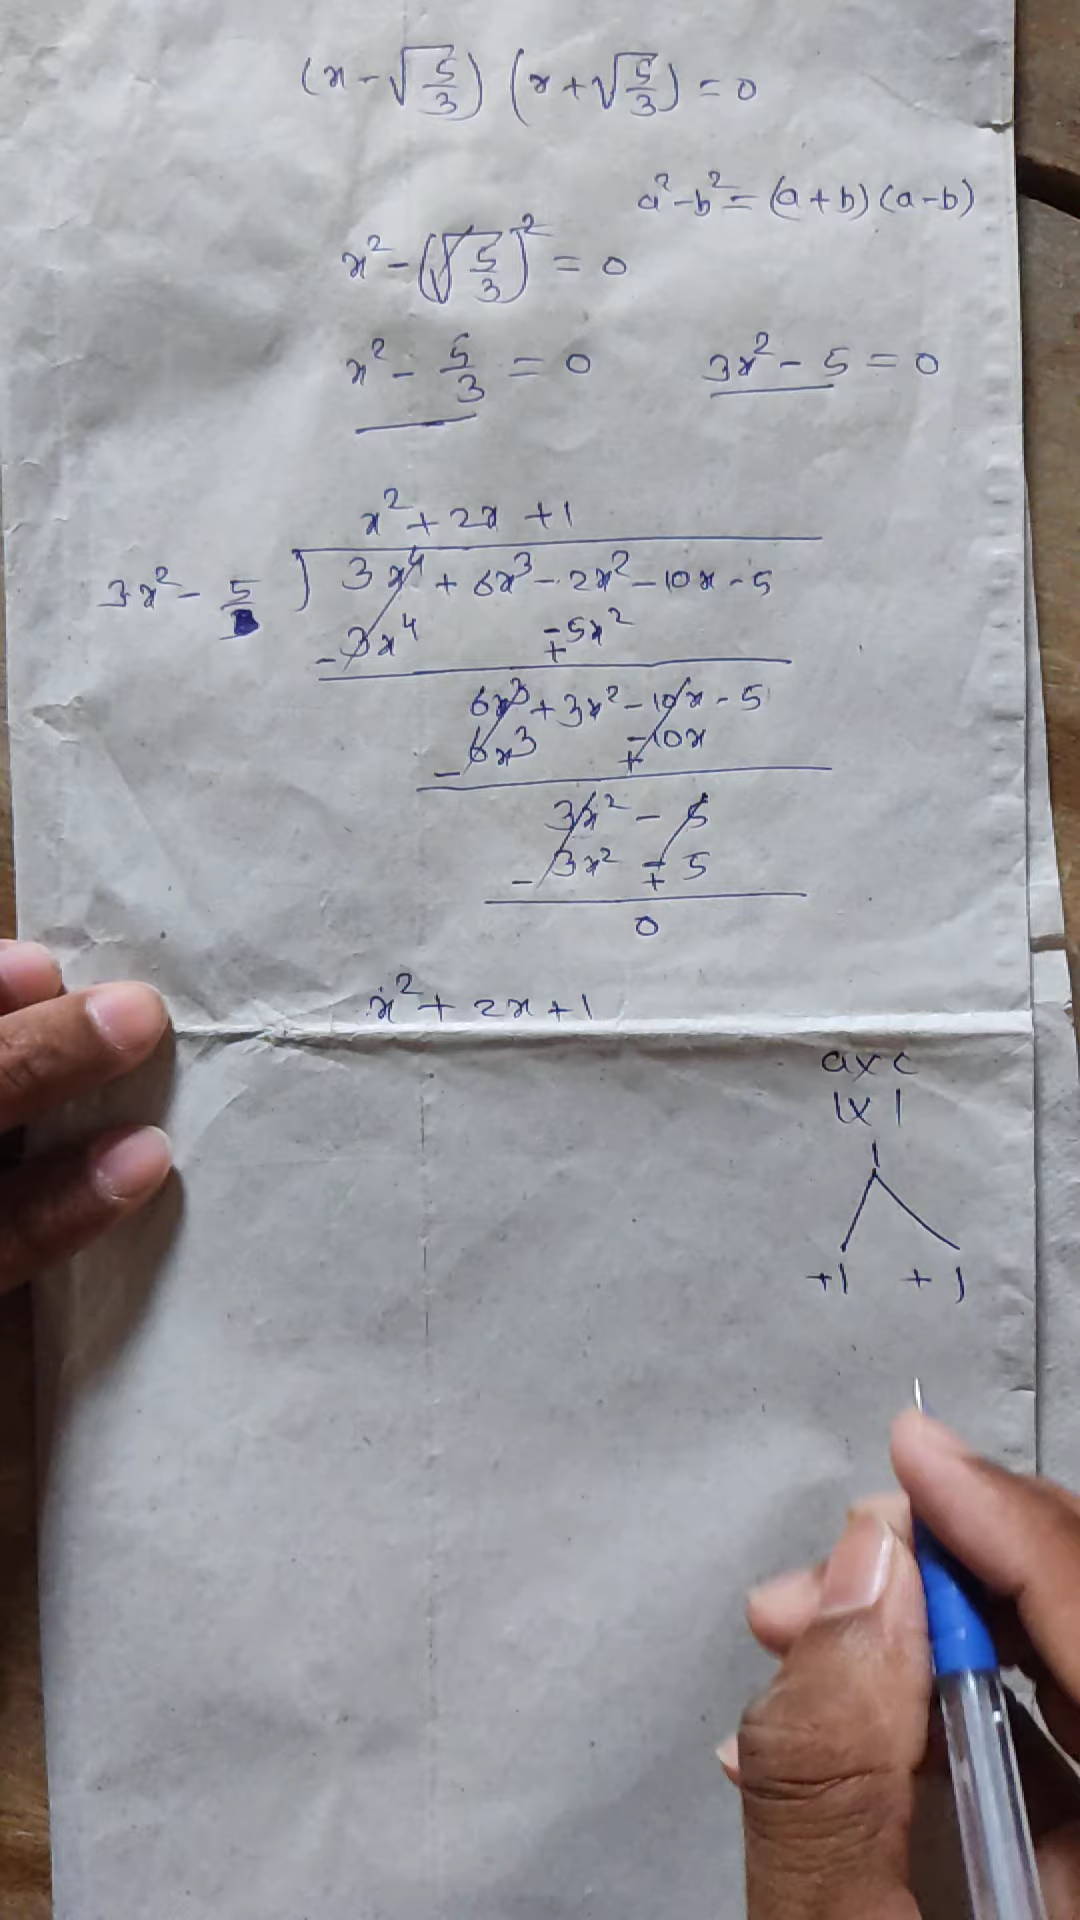 (x - √5/3) (x + √5/3) = 0
a² - b² = (a + b) (a - b)
x² - (√5/3)² = 0
x² - 5/3 = 0    3x² - 5 = 0
x² + 2x + 1
3x² - 5 ) 3x⁴ + 6x³ - 2x² - 10x - 5
- 3x⁴    -+ 5x²
6x³ + 3x² - 10x - 5
- 6x³    -+ 10x
3x² - 5
- 3x² -+ 5
0
x² + 2x + 1
a x c
1 x 1
1
+1 +1